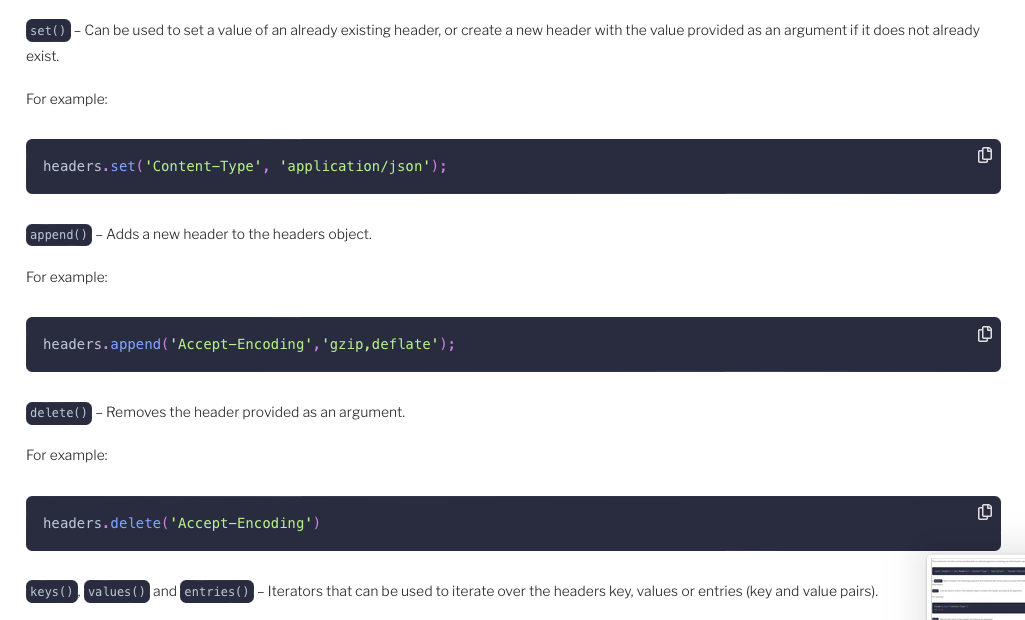 set() – Can be used to set a value of an already existing header, or create a new header with the value provided as an argument if it does not already
exist.
For example:
headers.set('Content-Type', 'application/json');
append() – Adds a new header to the headers object.
For example:
headers.append('Accept-Encoding','gzip,deflate');
delete() – Removes the header provided as an argument.
For example:
headers.delete('Accept-Encoding')
keys(), values() and entries() – Iterators that can be used to iterate over the headers key, values or entries (key and value pairs).